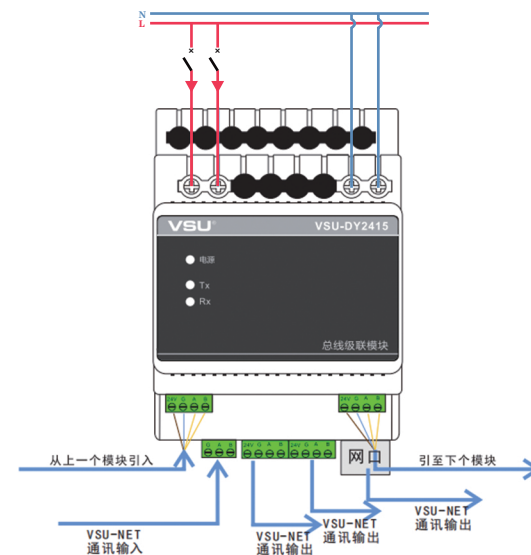 N
L
VSU®
VSU-DY2415
电源
Tx
Rx
总线级联模块
24V G A B
24V G A B
G A B
24V G A B
24V G A B
网口
从上一个模块引入
引至下个模块
VSU-NET
通讯输入
VSU-NET
通讯输出
VSU-NET
通讯输出
VSU-NET
通讯输出